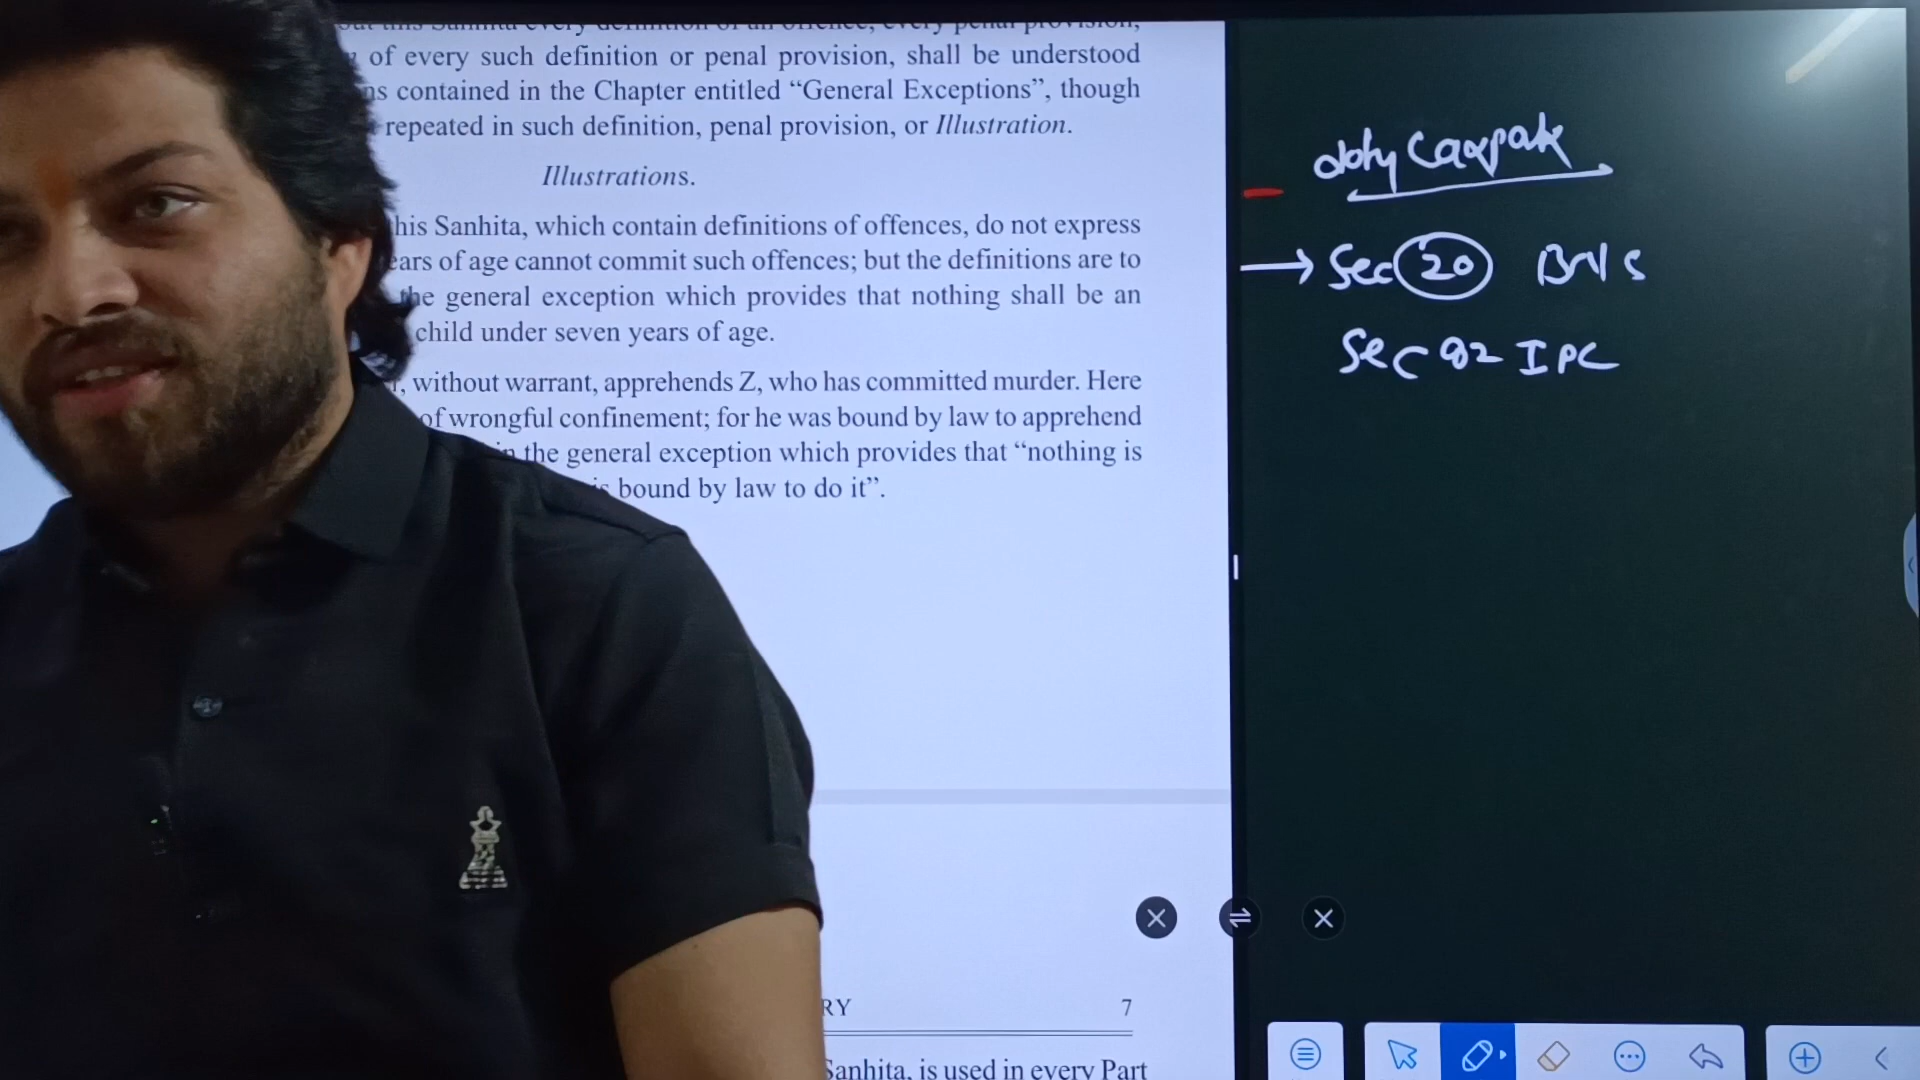 of every such definition or penal provision, shall be understood
contained in the Chapter entitled “General Exceptions”, though
repeated in such definition, penal provision, or Illustration.
Illustrations.
his Sanhita, which contain definitions of offences, do not express
of age cannot commit such offences; but the definitions are to
the general exception which provides that nothing shall be an
child under seven years of age.
without warrant, apprehends Z, who has committed murder. Here
of wrongful confinement; for he was bound by law to apprehend
the general exception which provides that “nothing is
bound by law to do it”.
RY 7
Sanhita, is used in every Part
→ Sec 20 BNS
Sec 82 IPC